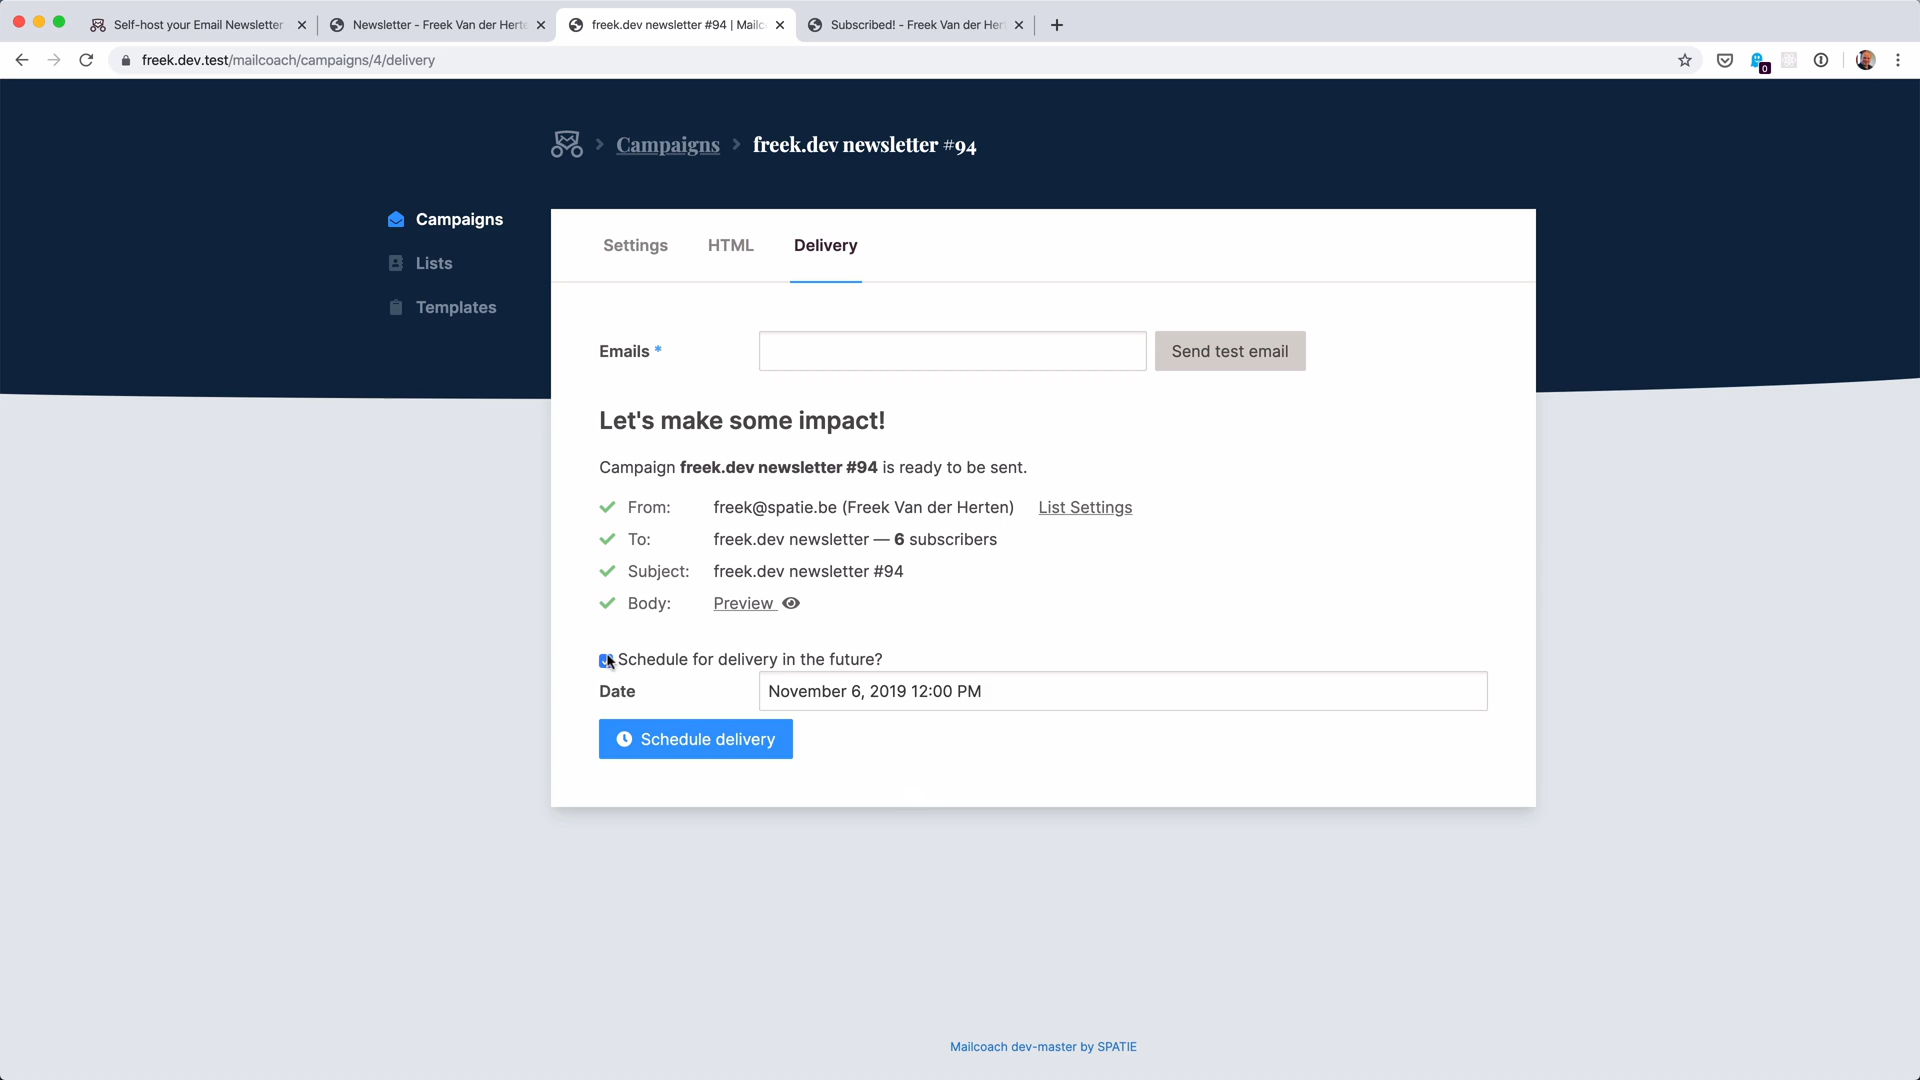 Self-host your Email Newsletter
Newsletter - Freek Van der Herte
freek.dev newsletter #94 | Mailc
Subscribed! - Freek Van der Her
freek.dev.test/mailcoach/campaigns/4/delivery
0
Campaigns
freek.dev newsletter #94
Campaigns
Lists
Templates
Settings
HTML
Delivery
Emails *
Send test email
Let's make some impact!
Campaign freek.dev newsletter #94 is ready to be sent.
From: freek@spatie.be (Freek Van der Herten) List Settings
To: freek.dev newsletter — 6 subscribers
Subject: freek.dev newsletter #94
Body: Preview
Schedule for delivery in the future?
Date November 6, 2019 12:00 PM
Schedule delivery
Mailcoach dev-master by SPATIE